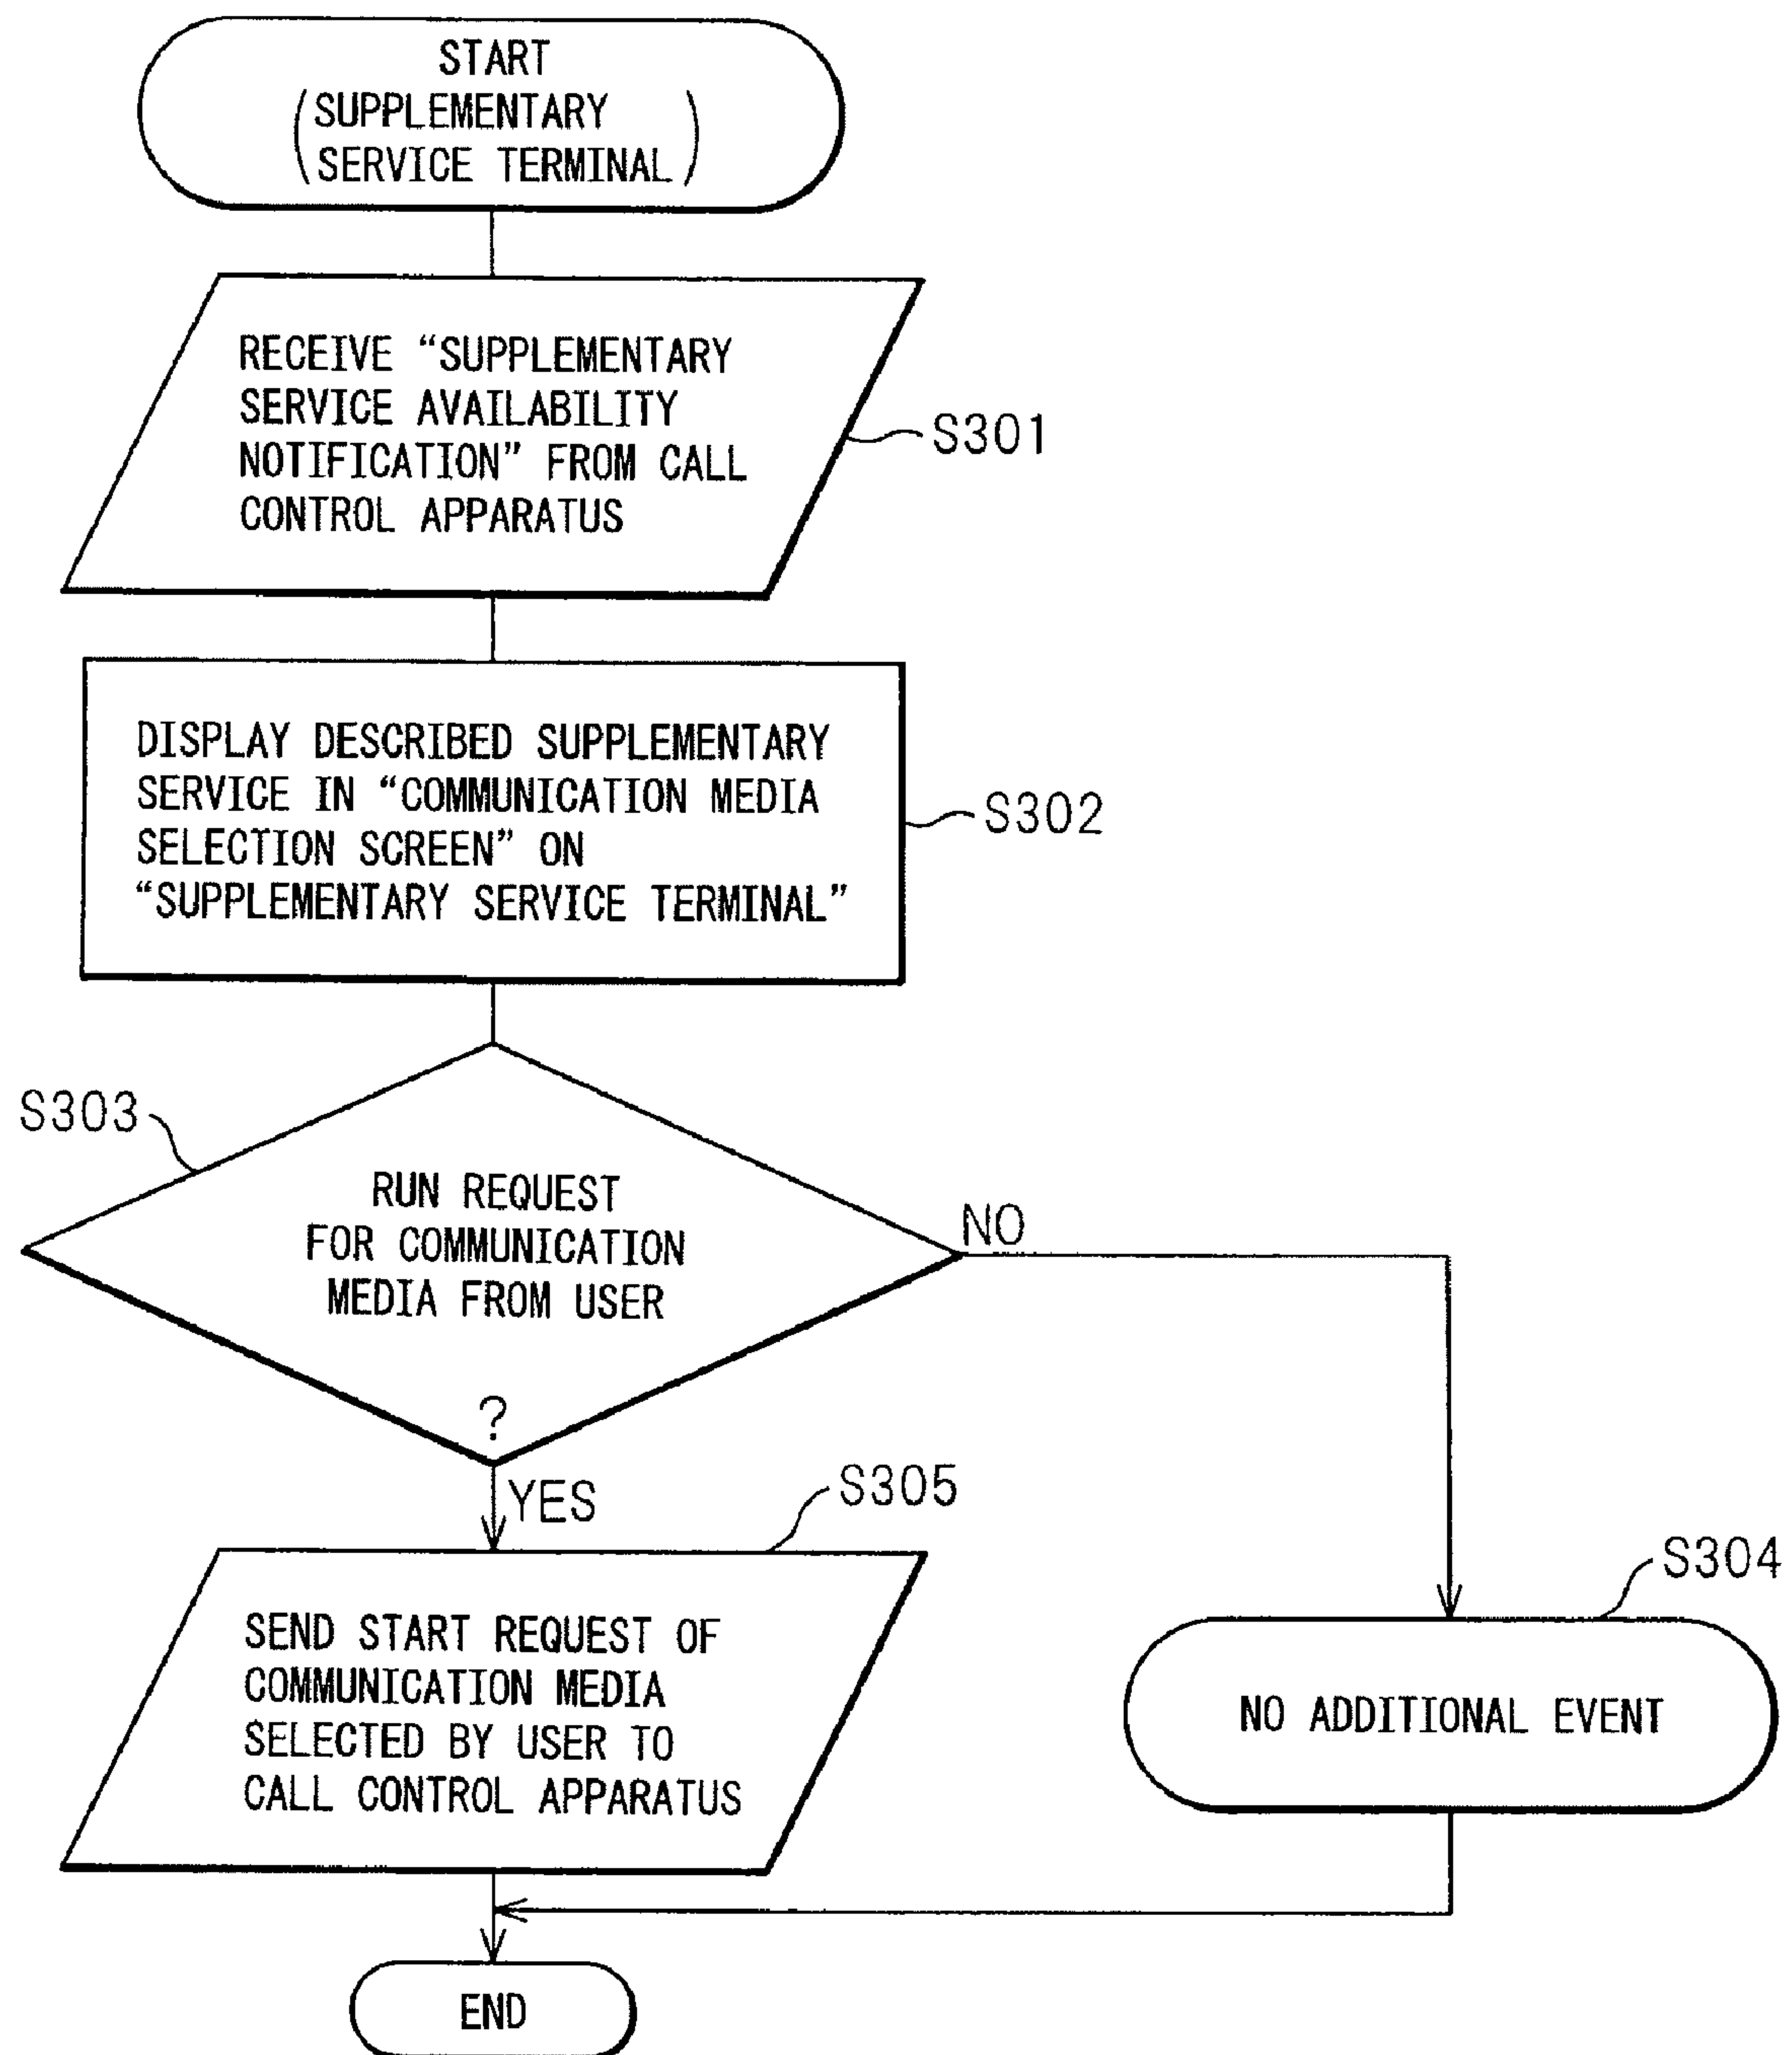 START
(SUPPLEMENTARY
SERVICE TERMINAL)
RECEIVE “SUPPLEMENTARY
SERVICE AVAILABILITY
NOTIFICATION” FROM CALL
CONTROL APPARATUS
S301
DISPLAY DESCRIBED SUPPLEMENTARY
SERVICE IN “COMMUNICATION MEDIA
SELECTION SCREEN” ON
“SUPPLEMENTARY SERVICE TERMINAL”
S302
S303
RUN REQUEST
FOR COMMUNICATION
MEDIA FROM USER
?
NO
YES
S305
SEND START REQUEST OF
COMMUNICATION MEDIA
SELECTED BY USER TO
CALL CONTROL APPARATUS
S304
NO ADDITIONAL EVENT
END